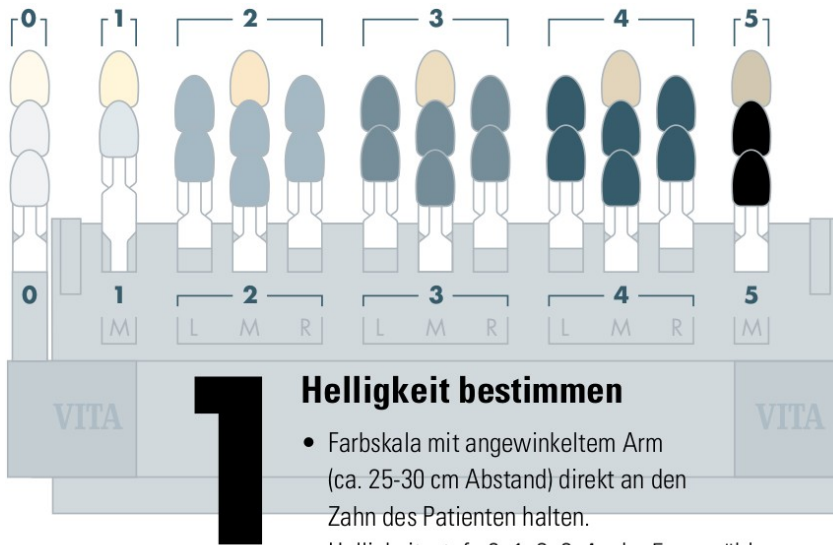 0 1 2 3 4 5
0 1 2 3 4 5
M L M R L M R L M R M
VITA VITA
1
Helligkeit bestimmen
• Farbskala mit angewinkeltem Arm
(ca. 25-30 cm Abstand) direkt an den
Zahn des Patienten halten.